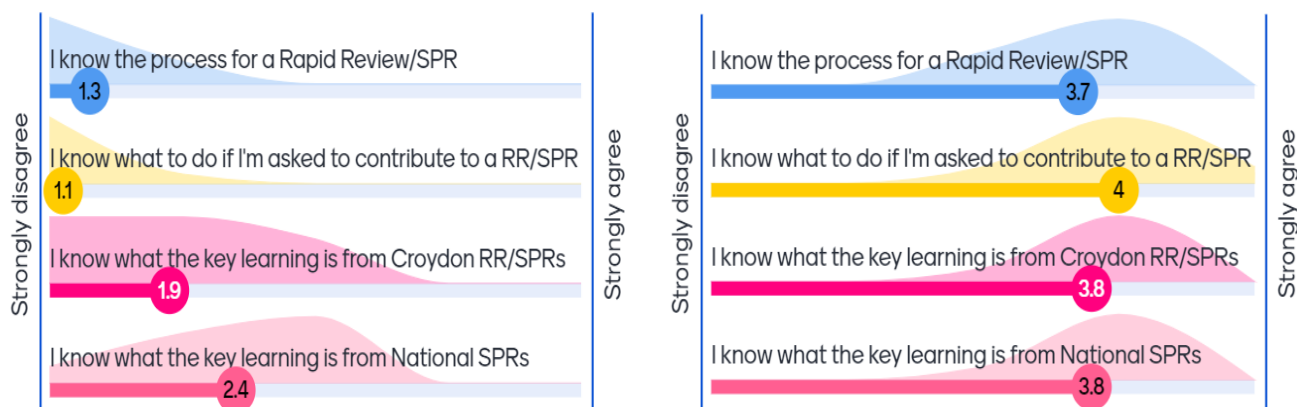 Strongly disagree
I know the process for a Rapid Review/SPR
1.3
I know what to do if I'm asked to contribute to a RR/SPR
1.1
I know what the key learning is from Croydon RR/SPRs
1.9
I know what the key learning is from National SPRs
2.4
Strongly agree
Strongly disagree
I know the process for a Rapid Review/SPR
3.7
I know what to do if I'm asked to contribute to a RR/SPR
4
I know what the key learning is from Croydon RR/SPRs
3.8
I know what the key learning is from National SPRs
3.8
Strongly agree